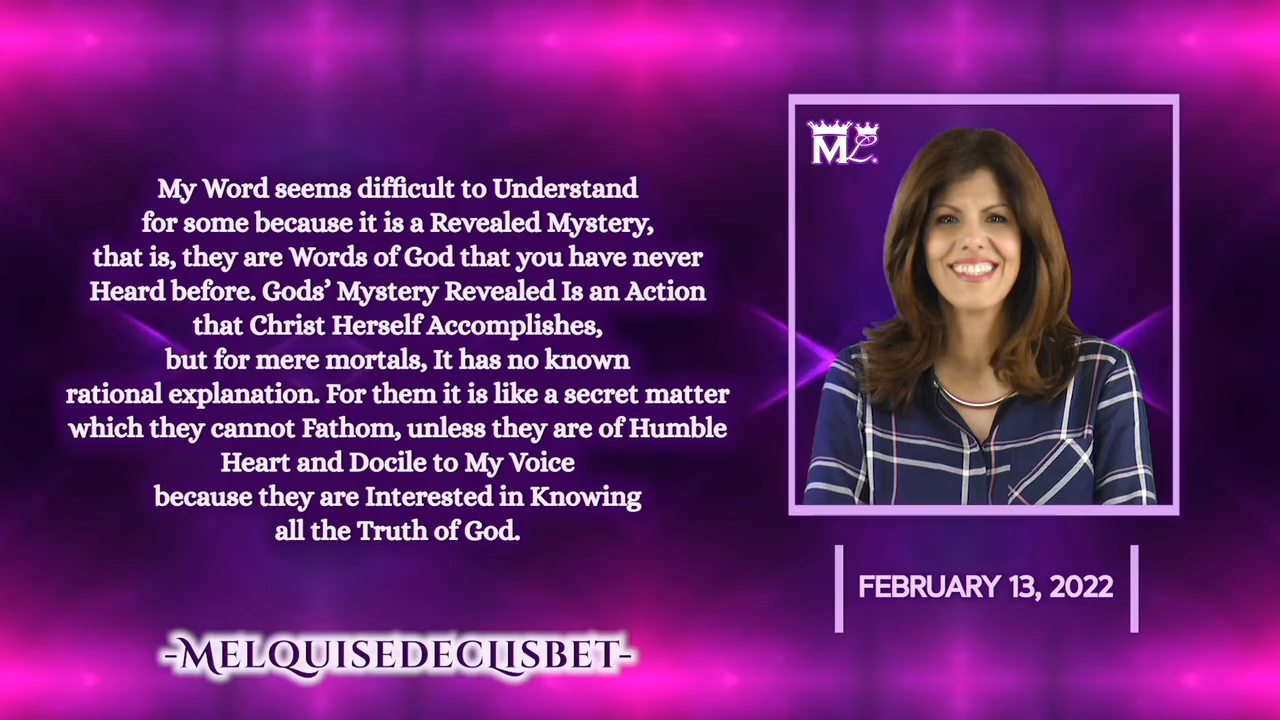 My Word seems difficult to Understand
for some because it is a Revealed Mystery,
that is, they are Words of God that you have never
Heard before. Gods’ Mystery Revealed Is an Action
that Christ Herself Accomplishes,
but for mere mortals, It has no known
rational explanation. For them it is like a secret matter
which they cannot Fathom, unless they are of Humble
Heart and Docile to My Voice
because they are Interested in Knowing
all the Truth of God.
-MELQUISEDECLISBET-
ML.
FEBRUARY 13, 2022